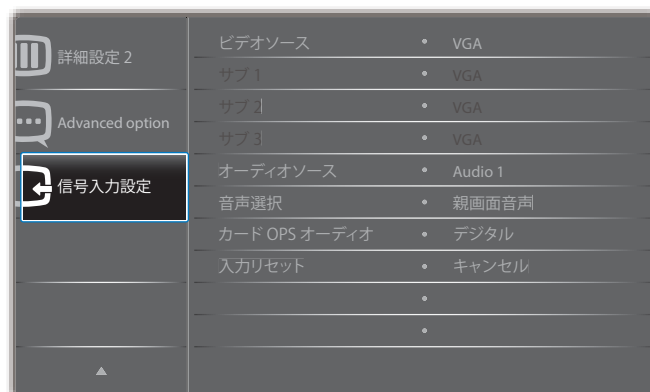 詳細設定 2
Advanced option
信号入力設定
ビデオソース • VGA
サブ 1 • VGA
サブ 2 • VGA
サブ 3 • VGA
オーディオソース • Audio 1
音声選択 • 親画面音声
カード OPS オーディオ • デジタル
入力リセット • キャンセル